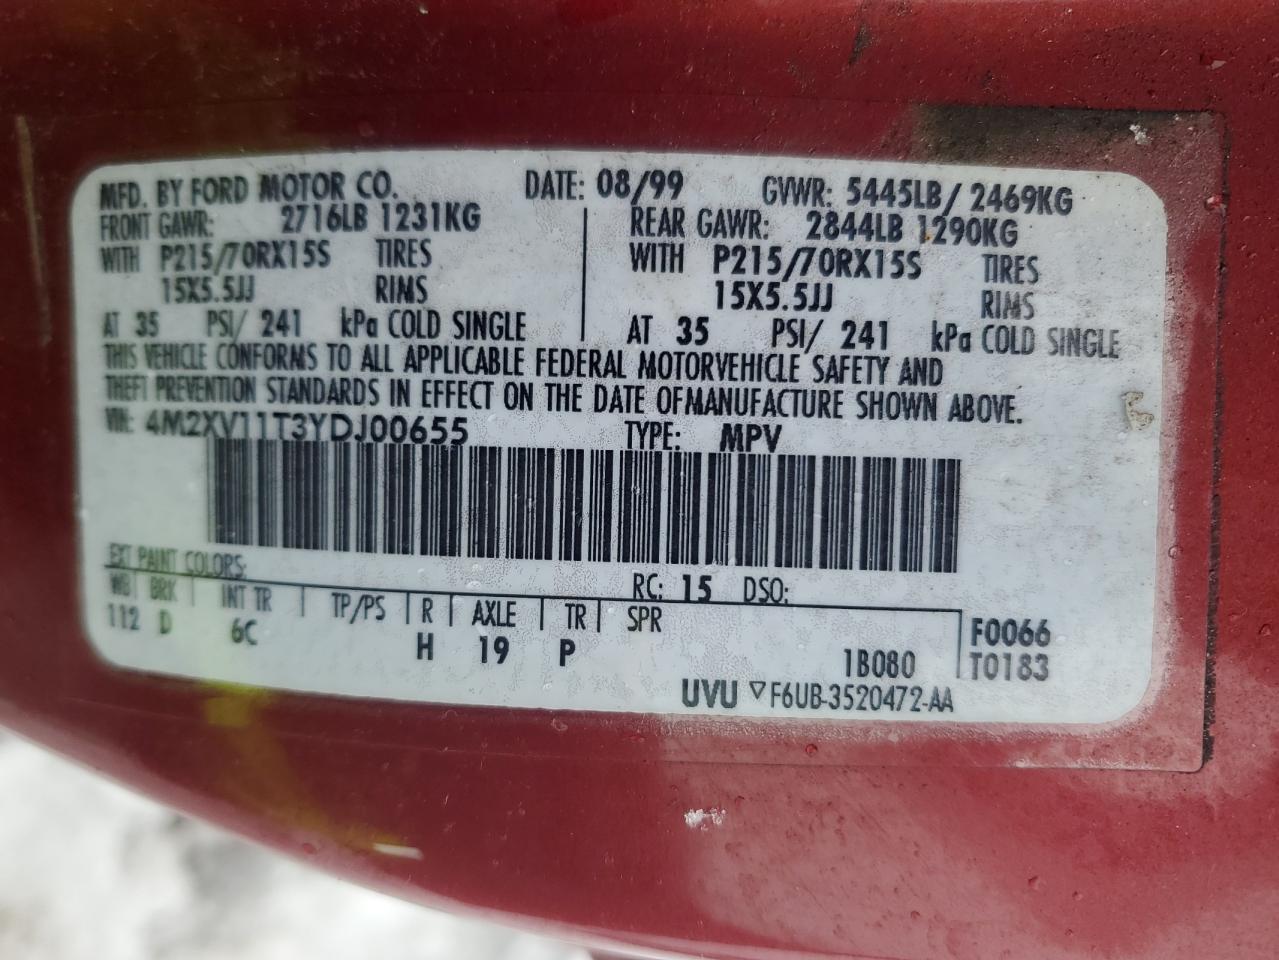 MFD. BY FORD MOTOR CO. DATE: 08/99 GVWR: 5445LB/ 2469KG
FRONT GAWR: 2716LB 1231KG REAR GAWR: 2844LB 1290KG
WITH P215/70RX15S TIRES WITH P215/70RX15S TIRES
15X5.5JJ RIMS 15X5.5JJ RIMS
AT 35 PSI/ 241 kPa COLD SINGLE AT 35 PSI/ 241 kPa COLD SINGLE
THIS VEHICLE CONFORMS TO ALL APPLICABLE FEDERAL MOTORVEHICLE SAFETY AND
THEFT PREVENTION STANDARDS IN EFFECT ON THE DATE OFMANUFACTURE SHOWN ABOVE.
VIN: 4M2XV11T3YDJ00655 TYPE: MPV
EXT PAINT COLORS: RC: 15 DSO:
WB BRK INT TR TP/PS R AXLE TR SPR F0066
112 D 6C H 19 P 1B080 T0183
UVU F6UB-3520472-AA